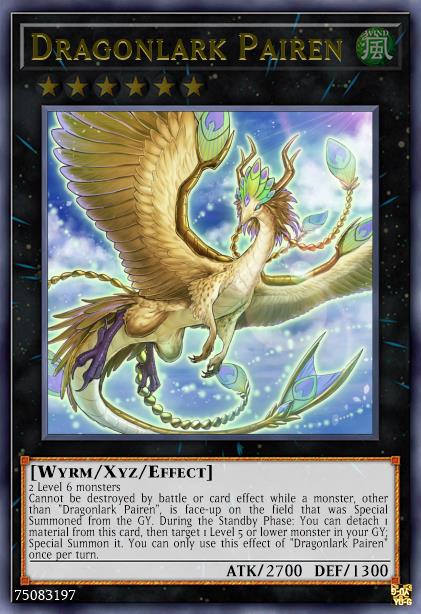 Dragonlark Pairen
WIND
風
[Wyrm/Xyz/Effect]
2 Level 6 monsters
Cannot be destroyed by battle or card effect while a monster, other
than "Dragonlark Pairen", is face-up on the field that was Special
Summoned from the GY. During the Standby Phase: You can detach 1
material from this card, then target 1 Level 5 or lower monster in your GY;
Special Summon it. You can only use this effect of "Dragonlark Pairen"
once per turn.
ATK/2700 DEF/1300
75083197